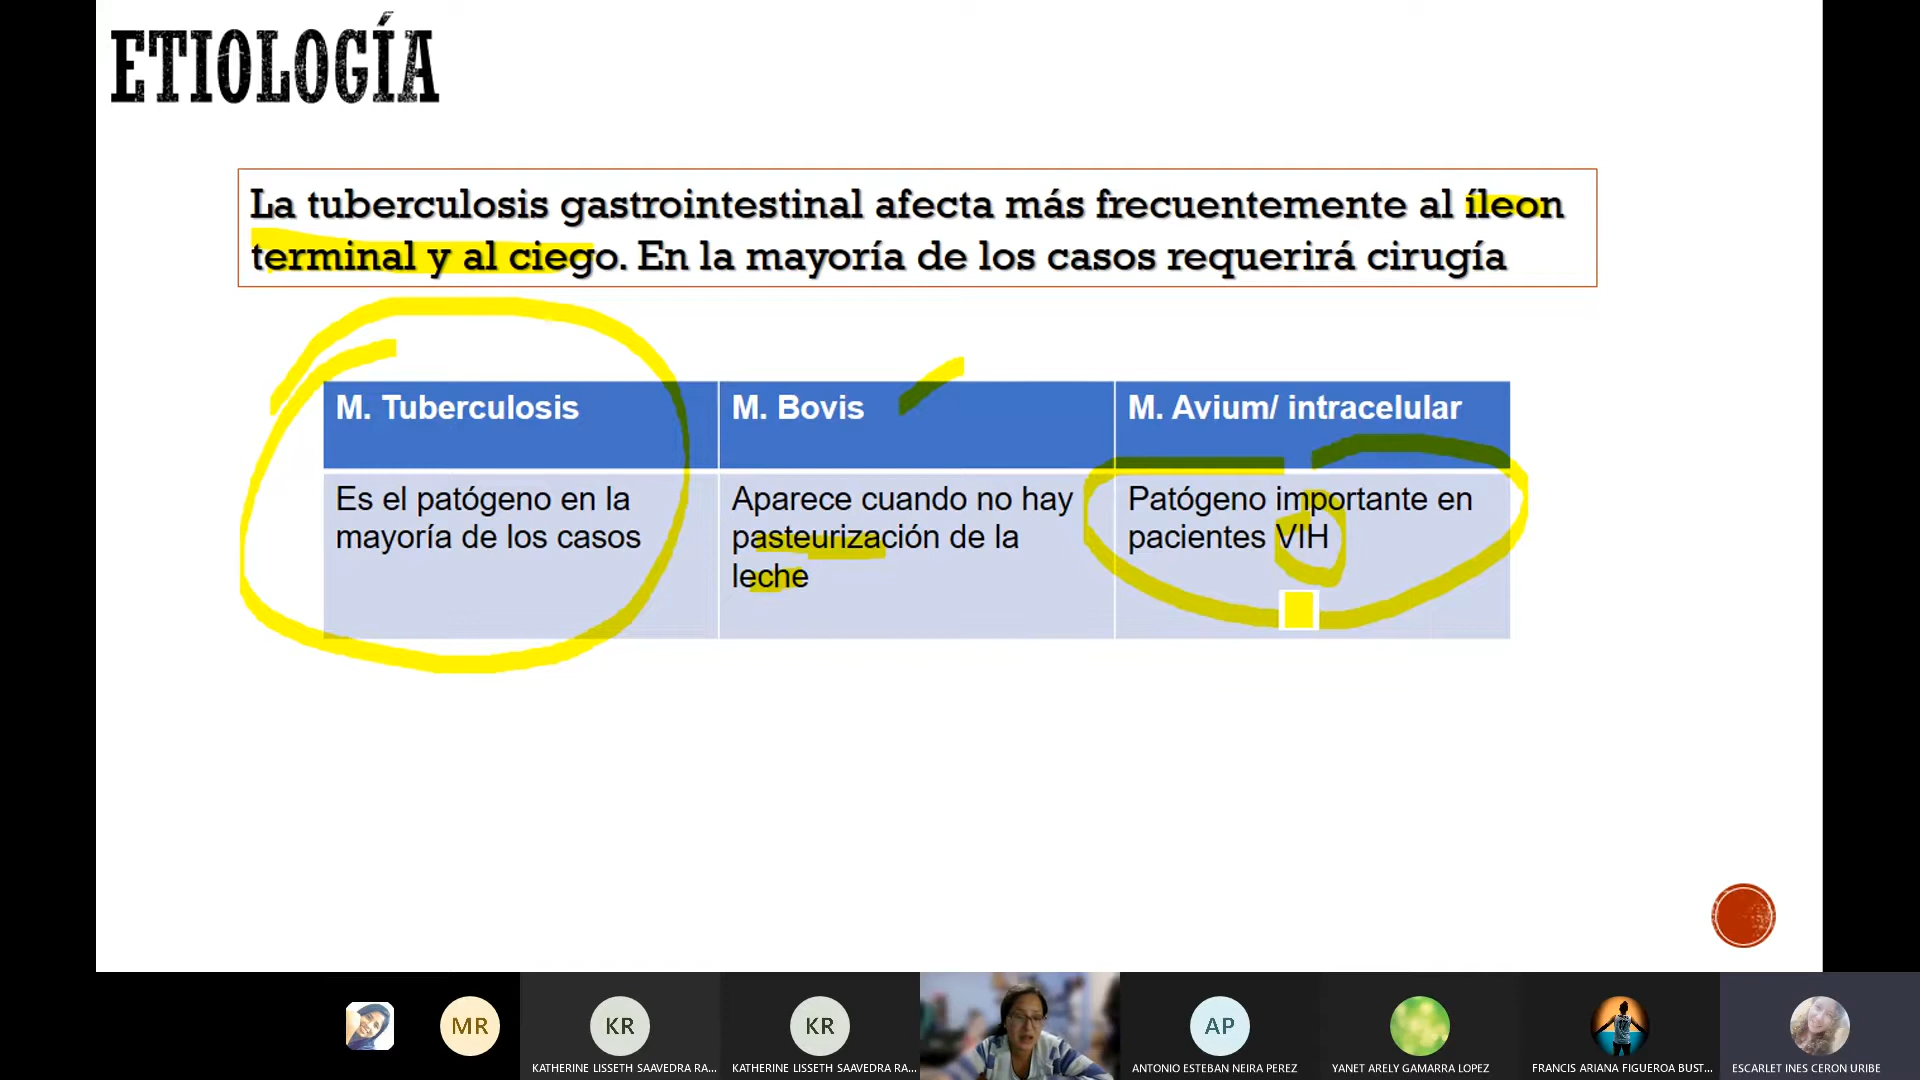 ETIOLOGÍA
La tuberculosis gastrointestinal afecta más frecuentemente al íleon
terminal y al ciego. En la mayoría de los casos requerirá cirugía
M. Tuberculosis
M. Bovis
M. Avium/ intracelular
Es el patógeno en la
mayoría de los casos
Aparece cuando no hay
pasteurización de la
leche
Patógeno importante en
pacientes VIH
MR
KR
KR
AP
KATHERINE LISSETH SAAVEDRA RA...
KATHERINE LISSETH SAAVEDRA RA...
ANTONIO ESTEBAN NEIRA PEREZ
YANET ARELY GAMARRA LOPEZ
FRANCIS ARIANA FIGUEROA BUST...
ESCARLET INES CERON URIBE